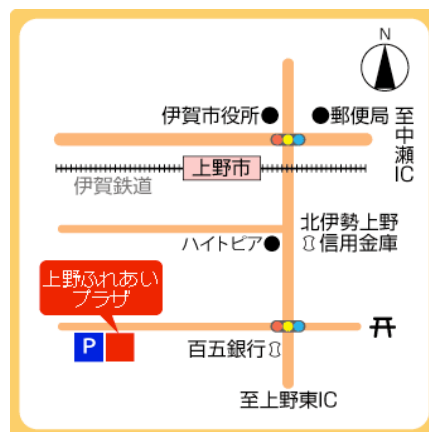 N
伊賀市役所
郵便局
至中瀬IC
上野市
伊賀鉄道
北伊勢上野
信用金庫
ハイトピア
上野ふれあい
プラザ
P
百五銀行
至上野東IC